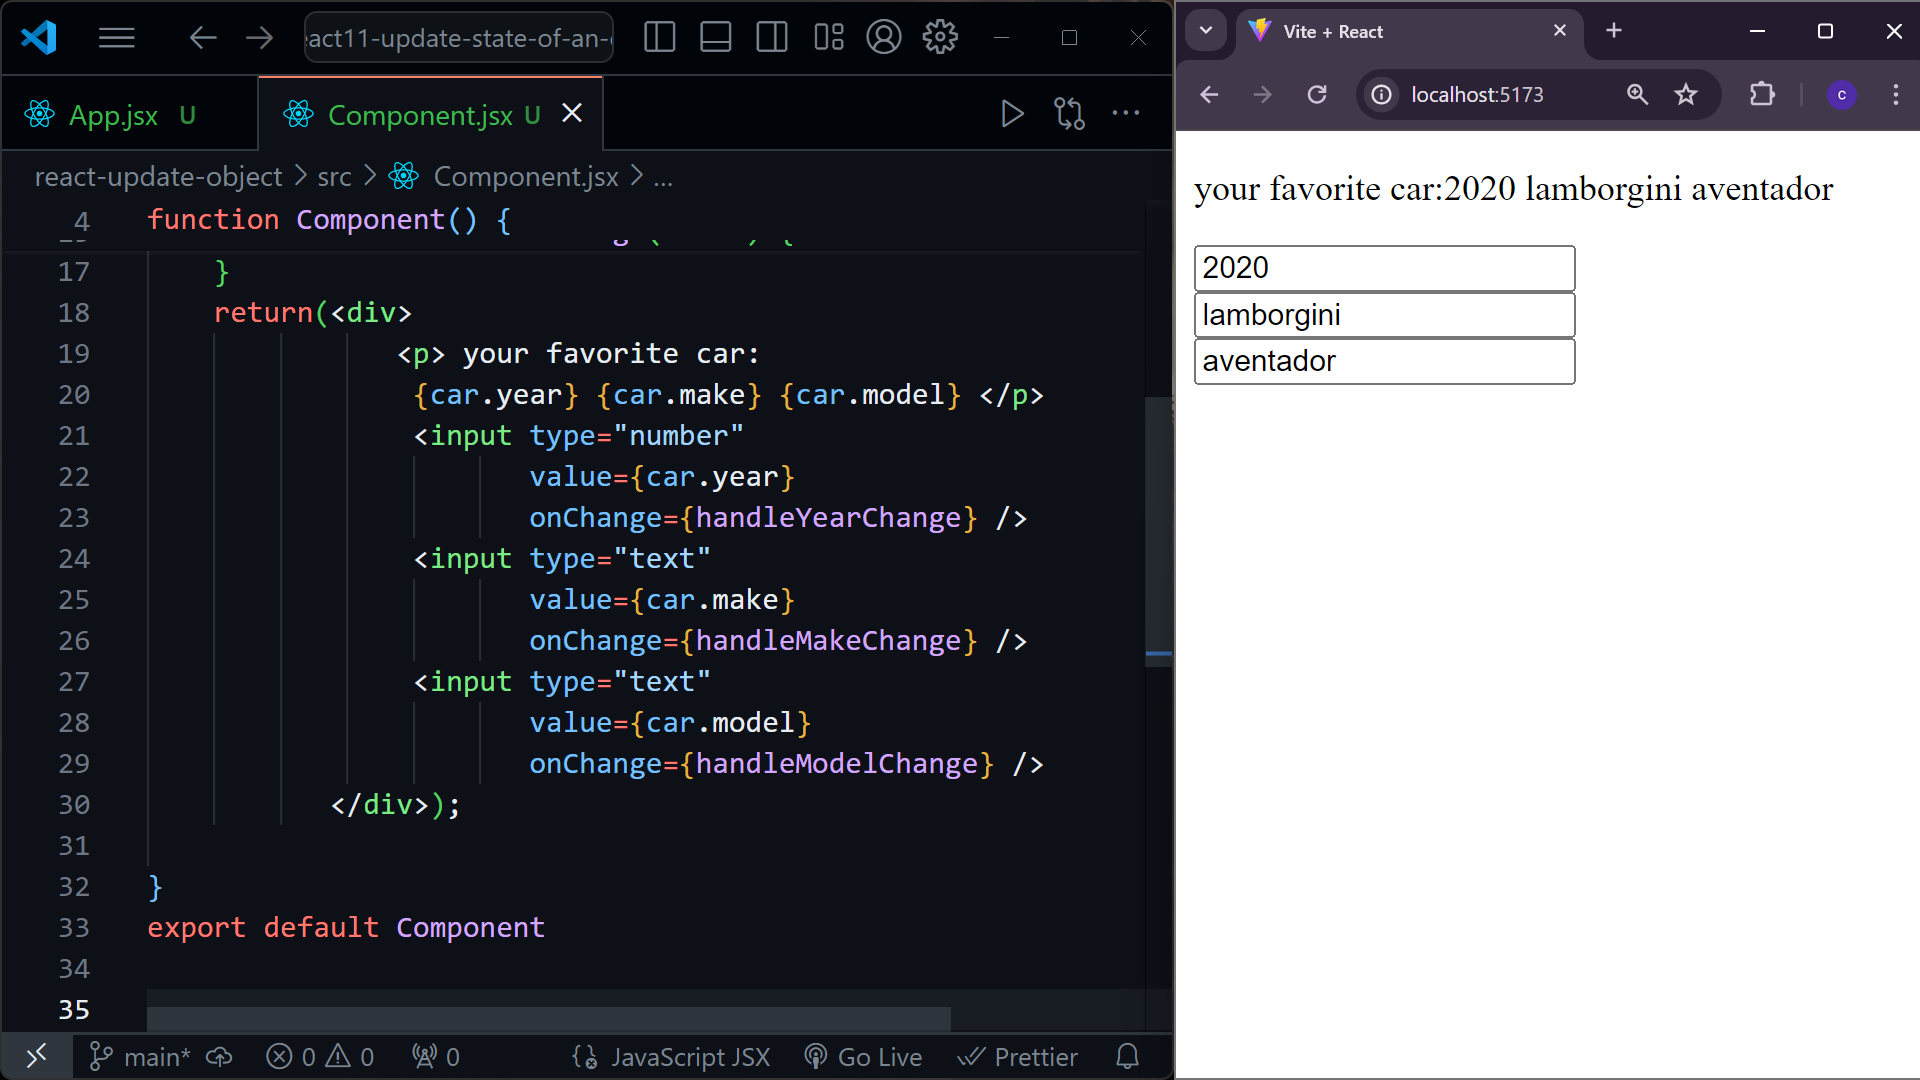 eact11-update-state-of-an-
App.jsx U
Component.jsx U
react-update-object > src > Component.jsx > ...
4 function Component() {
17 }
18 return(<div>
19 <p> your favorite car:
20 {car.year} {car.make} {car.model} </p>
21 <input type="number"
22 value={car.year}
23 onChange={handleYearChange} />
24 <input type="text"
25 value={car.make}
26 onChange={handleMakeChange} />
27 <input type="text"
28 value={car.model}
29 onChange={handleModelChange} />
30 </div>);
31
32 }
33 export default Component
34
35
main* 0 0 0 JavaScript JSX Go Live Prettier
Vite + React
localhost:5173
c
your favorite car:2020 lamborgini aventador
2020
lamborgini
aventador